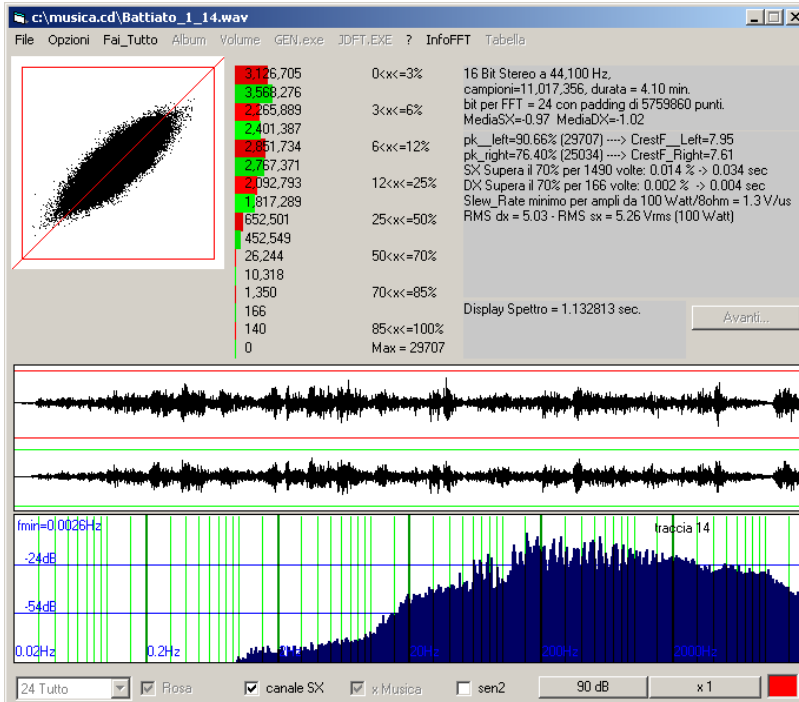 c:\musica.cd\Battiato_1_14.wav
File Opzioni Fai_Tutto Album Volume GEN.exe JDFT.EXE ? InfoFFT Tabella
3,126,705 0<x<=3%
3,568,276
2,265,889 3<x<=6%
2,401,387
2,851,734 6<x<=12%
2,767,371
2,092,793 12<x<=25%
1,817,289
652,501 25<x<=50%
452,549
26,244 50<x<=70%
10,318
1,350 70<x<=85%
166
140 85<x<=100%
0 Max = 29707
16 Bit Stereo a 44,100 Hz,
campioni=11,017,356, durata = 4.10 min.
bit per FFT = 24 con padding di 5759860 punti.
MediaSX=-0.97 MediaDX=-1.02
pk__left=90.66% (29707) ----> CrestF__Left=7.95
pk_right=76.40% (25034) ----> CrestF_Right=7.61
SX Supera il 70% per 1490 volte: 0.014 % -> 0.034 sec
DX Supera il 70% per 166 volte: 0.002 % -> 0.004 sec
Slew_Rate minimo per ampli da 100 Watt/8ohm = 1.3 V/us
RMS dx = 5.03 - RMS sx = 5.26 Vrms (100 Watt)
Display Spettro = 1.132813 sec.
Avanti...
fmin=0.0026Hz
traccia 14
-24dB
-54dB
0.02Hz 0.2Hz 2Hz 20Hz 200Hz 2000Hz
24 Tutto Rosa canale SX x Musica sen2 90 dB x 1